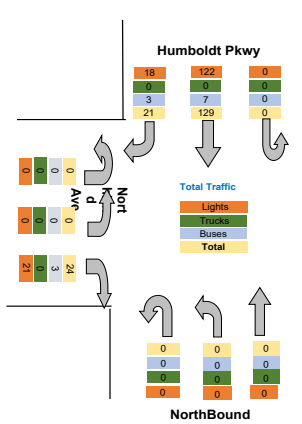 Humboldt Pkwy
18 122 0
0 0 0
3 7 0
21 129 0
0 0 0 0
Nort
Ave d
0 0 0 0
21 0 3 24
Total Traffic
Lights
Trucks
Buses
Total
0 0 0
0 0 0
0 0 0
0 0 0
NorthBound